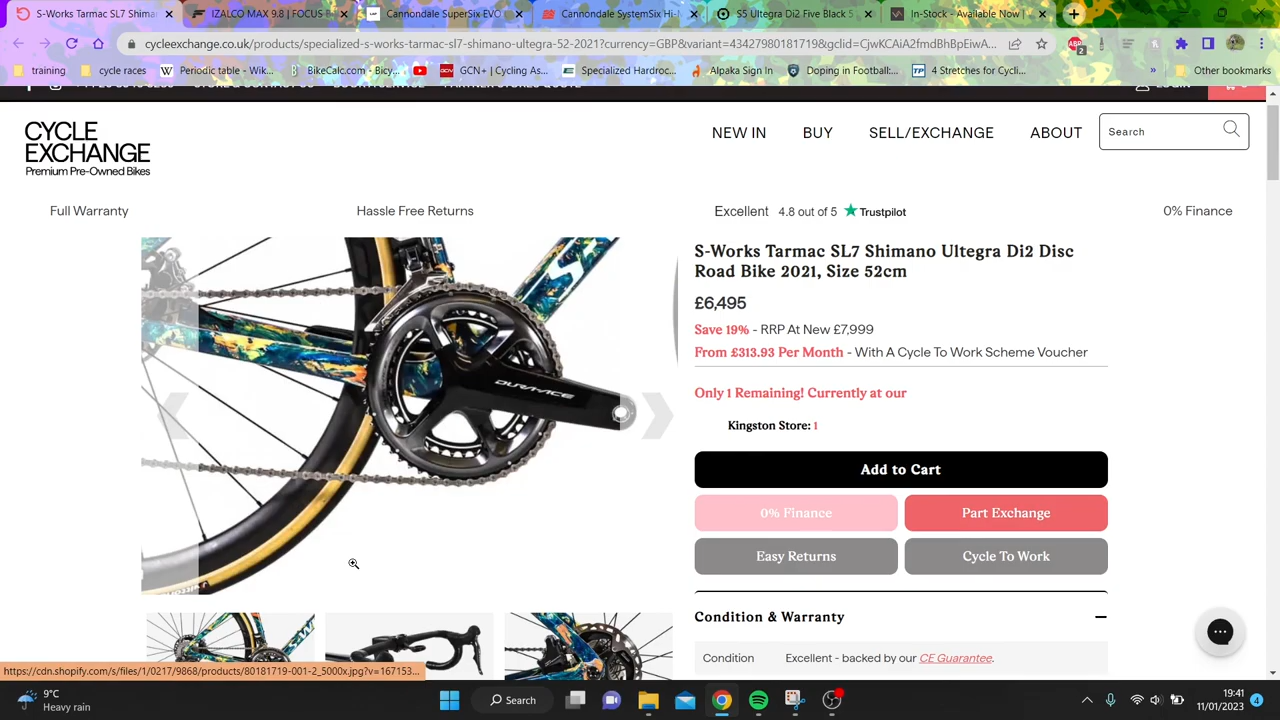 S-Works Tarmac SL7 Shima
IZALCO MAX 9.8 | FOCUS B
Cannondale SuperSix EVO
Cannondale SystemSix Hi-M
S5 Ultegra Di2 Five Black 5
In-Stock - Available Now |
cycleexchange.co.uk/products/specialized-s-works-tarmac-sl7-shimano-ultegra-52-2021?currency=GBP&variant=43427980181719&gclid=CjwKCAiA2fmdBhBpEiwA...
training
cycle races
Periodic table - Wik...
BikeCalc.com - Bicy...
GCN+ | Cycling As...
Specialized Hardroc...
Alpaka Sign In
Doping in Football:...
4 Stretches for Cycli...
»
Other bookmarks
CYCLE
EXCHANGE
Premium Pre-Owned Bikes
NEW IN
BUY
SELL/EXCHANGE
ABOUT
Search
Full Warranty
Hassle Free Returns
Excellent 4.8 out of 5 Trustpilot
0% Finance
S-Works Tarmac SL7 Shimano Ultegra Di2 Disc
Road Bike 2021, Size 52cm
£6,495
Save 19% - RRP At New £7,999
From £313.93 Per Month - With A Cycle To Work Scheme Voucher
Only 1 Remaining! Currently at our
Kingston Store: 1
DURA-ACE
Add to Cart
0% Finance
Part Exchange
Easy Returns
Cycle To Work
Condition & Warranty
Condition Excellent - backed by our CE Guarantee.
https://cdn.shopify.com/s/files/1/0217/9868/products/80181719-001-2_5000x.jpg?v=167153...
9°C
Heavy rain
Search
19:41
11/01/2023
4